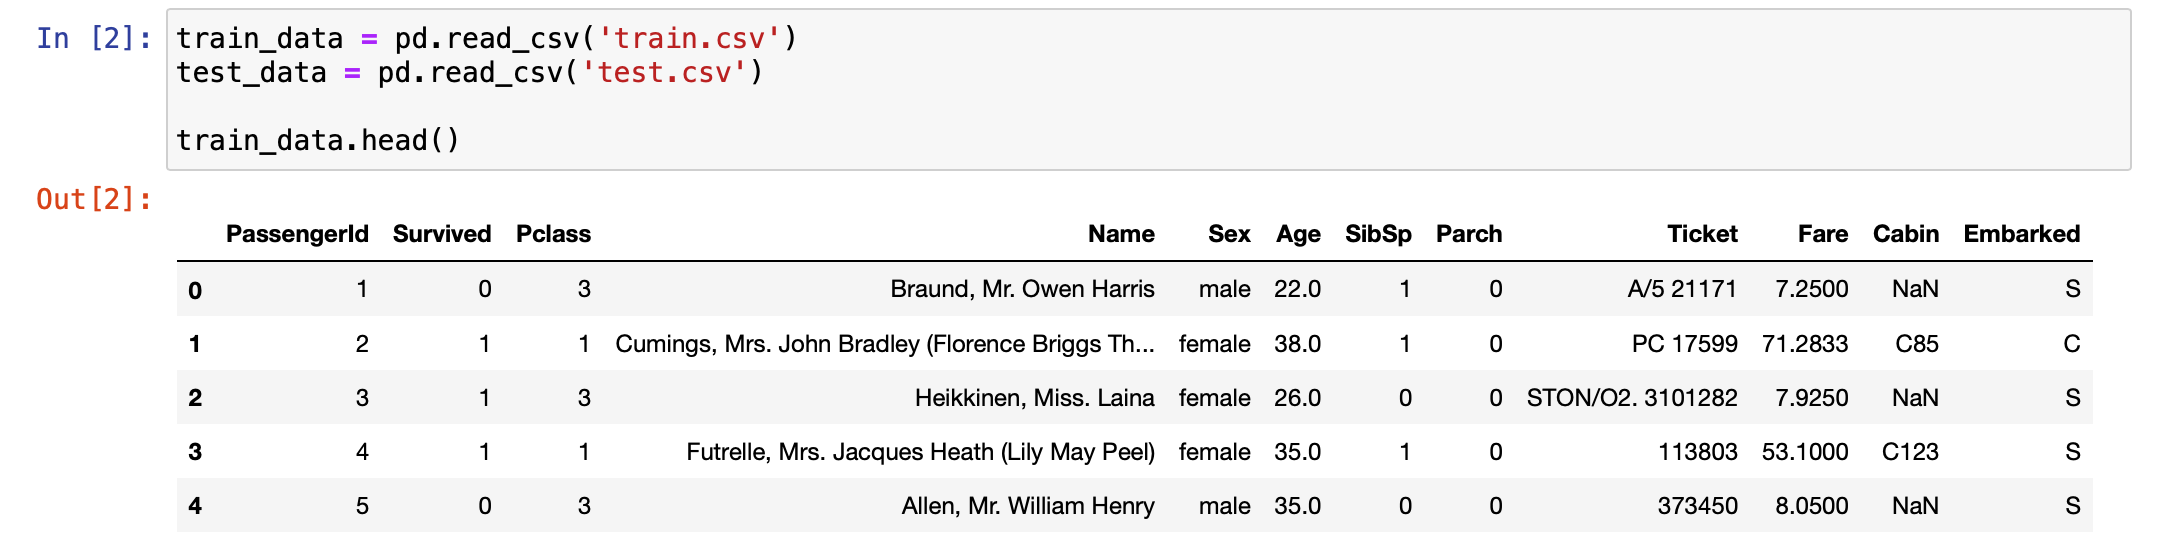 In [2]: train_data = pd.read_csv('train.csv')
test_data = pd.read_csv('test.csv')
train_data.head()
Out[2]:
PassengerId Survived Pclass Name Sex Age SibSp Parch Ticket Fare Cabin Embarked
0 1 0 3 Braund, Mr. Owen Harris male 22.0 1 0 A/5 21171 7.2500 NaN S
1 2 1 1 Cumings, Mrs. John Bradley (Florence Briggs Th... female 38.0 1 0 PC 17599 71.2833 C85 C
2 3 1 3 Heikkinen, Miss. Laina female 26.0 0 0 STON/O2. 3101282 7.9250 NaN S
3 4 1 1 Futrelle, Mrs. Jacques Heath (Lily May Peel) female 35.0 1 0 113803 53.1000 C123 S
4 5 0 3 Allen, Mr. William Henry male 35.0 0 0 373450 8.0500 NaN S